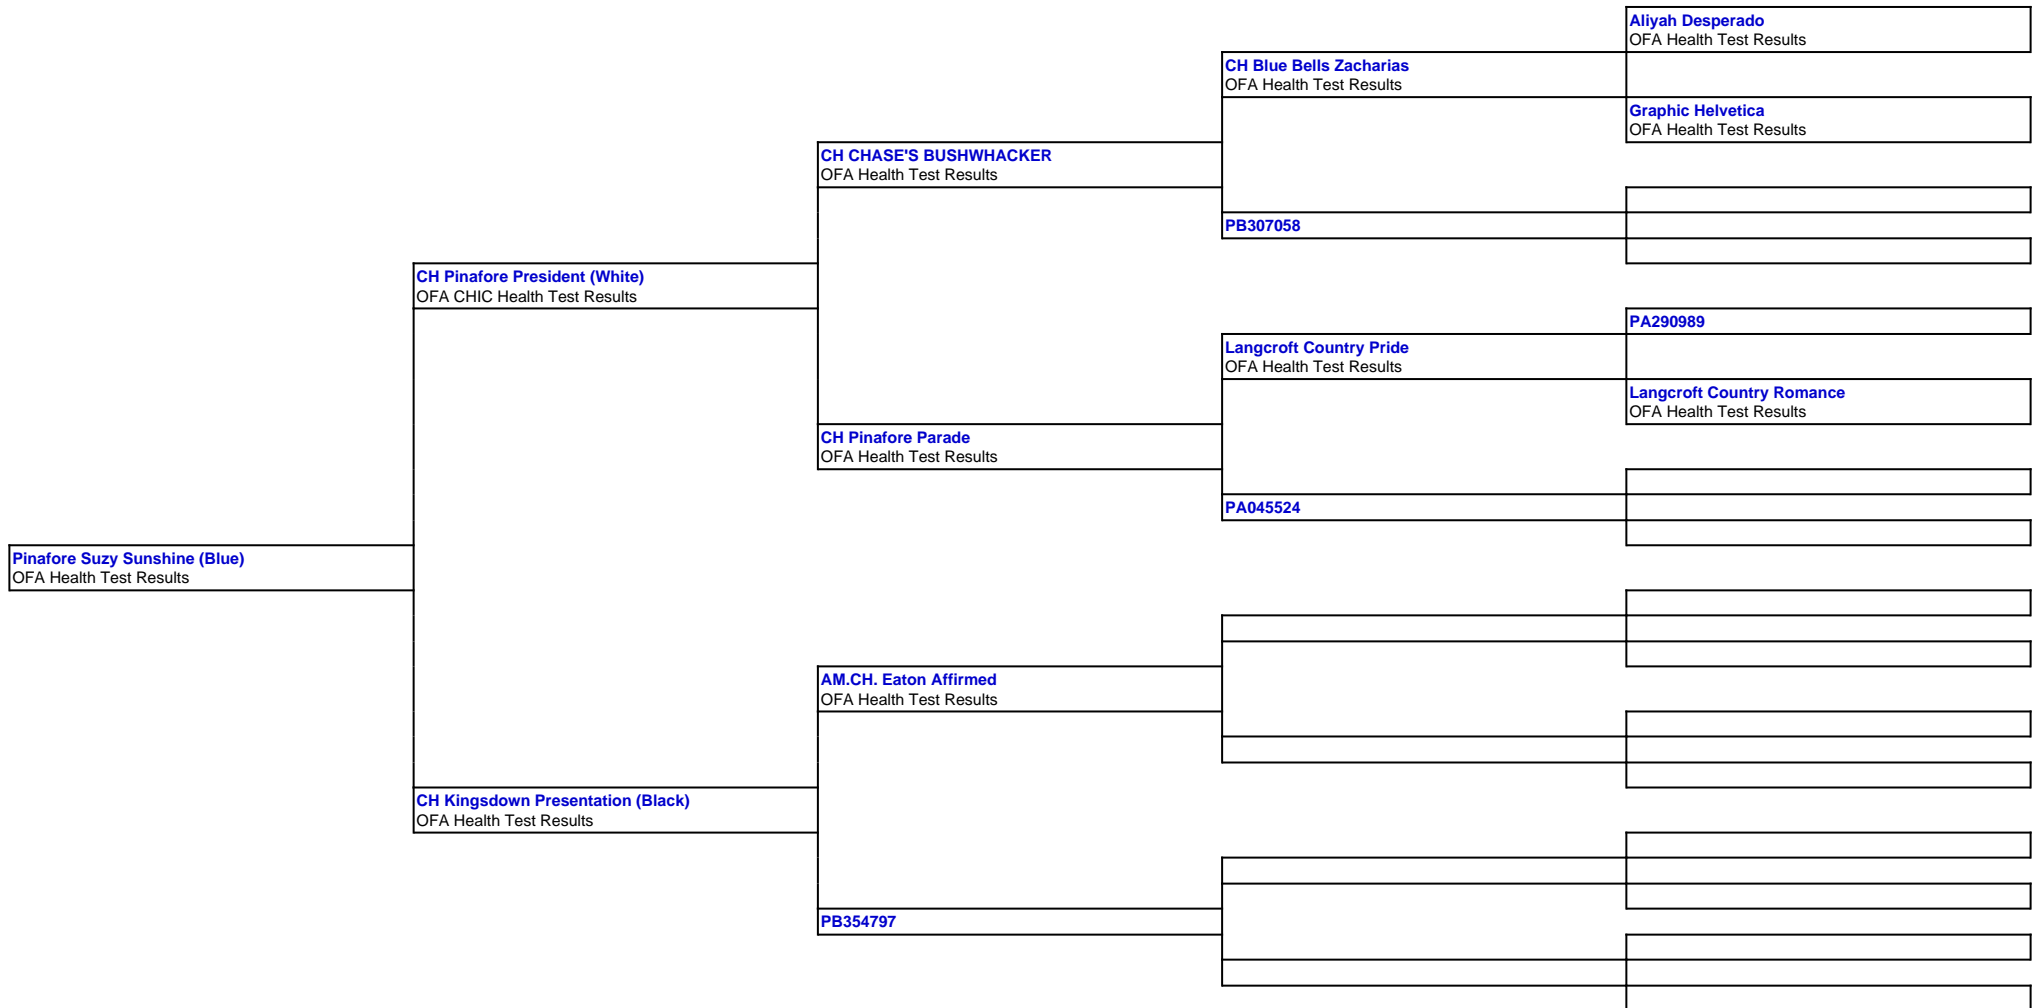 Aliyah Desperado
OFA Health Test Results
CH Blue Bells Zacharias
OFA Health Test Results
Graphic Helvetica
OFA Health Test Results
CH CHASE'S BUSHWHACKER
OFA Health Test Results
PB307058
CH Pinafore President (White)
OFA CHIC Health Test Results
PA290989
Langcroft Country Pride
OFA Health Test Results
Langcroft Country Romance
OFA Health Test Results
CH Pinafore Parade
OFA Health Test Results
PA045524
Pinafore Suzy Sunshine (Blue)
OFA Health Test Results
AM.CH. Eaton Affirmed
OFA Health Test Results
CH Kingsdown Presentation (Black)
OFA Health Test Results
PB354797